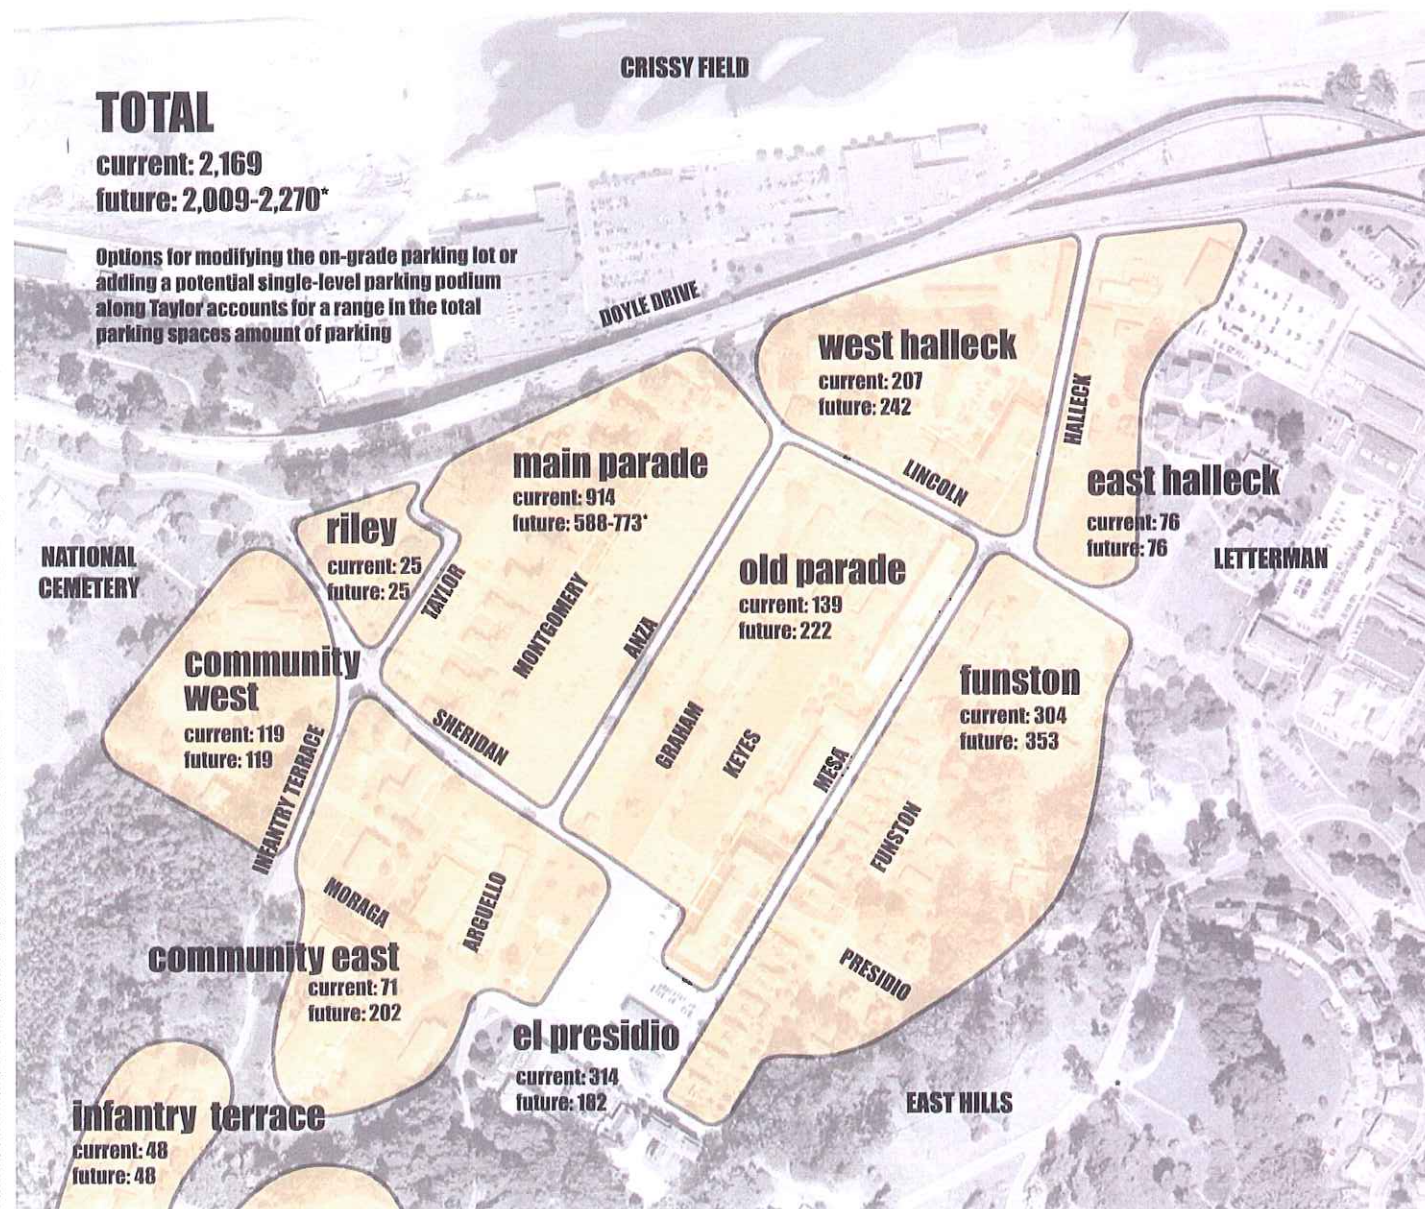 CRISSY FIELD
TOTAL
current: 2,169
future: 2,009-2,270*
Options for modifying the on-grade parking lot or
adding a potential single-level parking podium
along Taylor accounts for a range in the total
parking spaces amount of parking
DOYLE DRIVE
west halleck
current: 207
future: 242
HALLECK
LINCOLN
east halleck
current: 76
future: 76
LETTERMAN
main parade
current: 914
future: 588-773*
riley
current: 25
future: 25
NATIONAL
CEMETERY
TAYLOR
MONTGOMERY
ANZA
old parade
current: 139
future: 222
community
west
current: 119
future: 119
INFANTRY TERRACE
SHERIDAN
GRAHAM
KEYES
MESA
funston
current: 304
future: 353
FUNSTON
PRESIDIO
MORAGA
ARGUELLO
community east
current: 71
future: 202
el presidio
current: 314
future: 182
EAST HILLS
infantry terrace
current: 48
future: 48